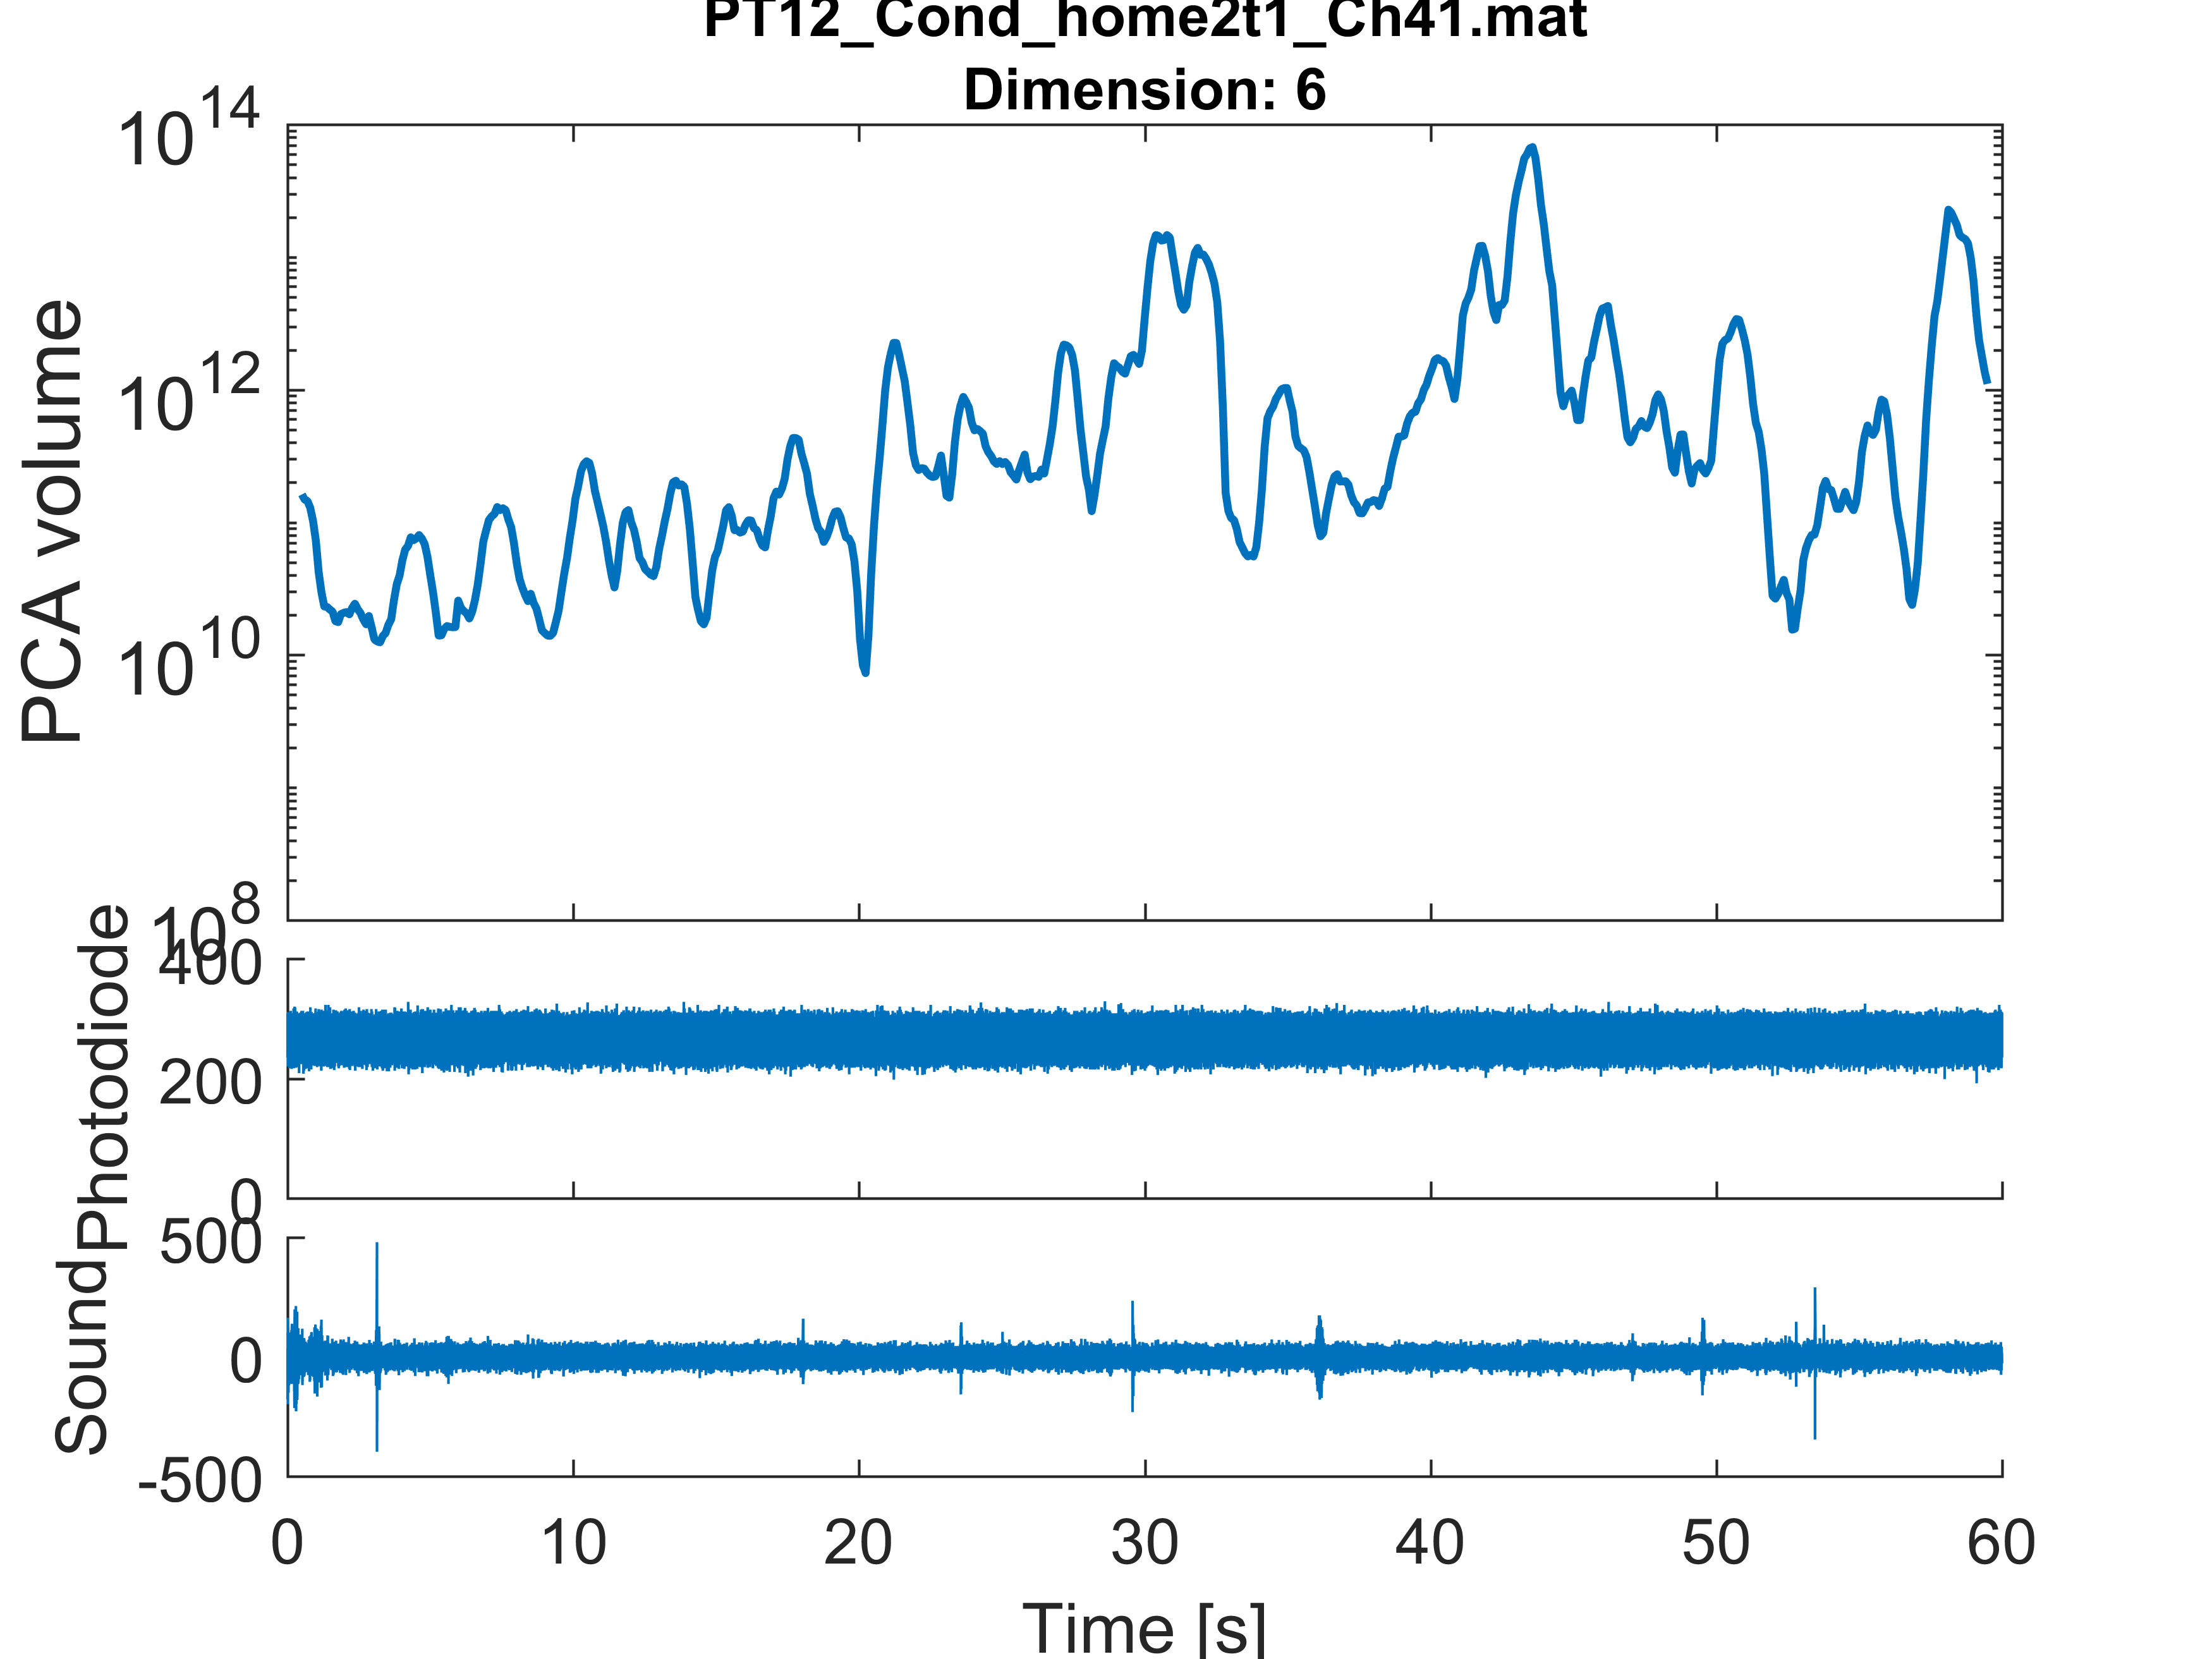 PT12_Cond_home2t1_Ch41.mat
Dimension: 6
PCA volume
10^14
10^12
10^10
10^8
Photodiode
400
200
0
Sound
500
0
-500
0 10 20 30 40 50 60
Time [s]